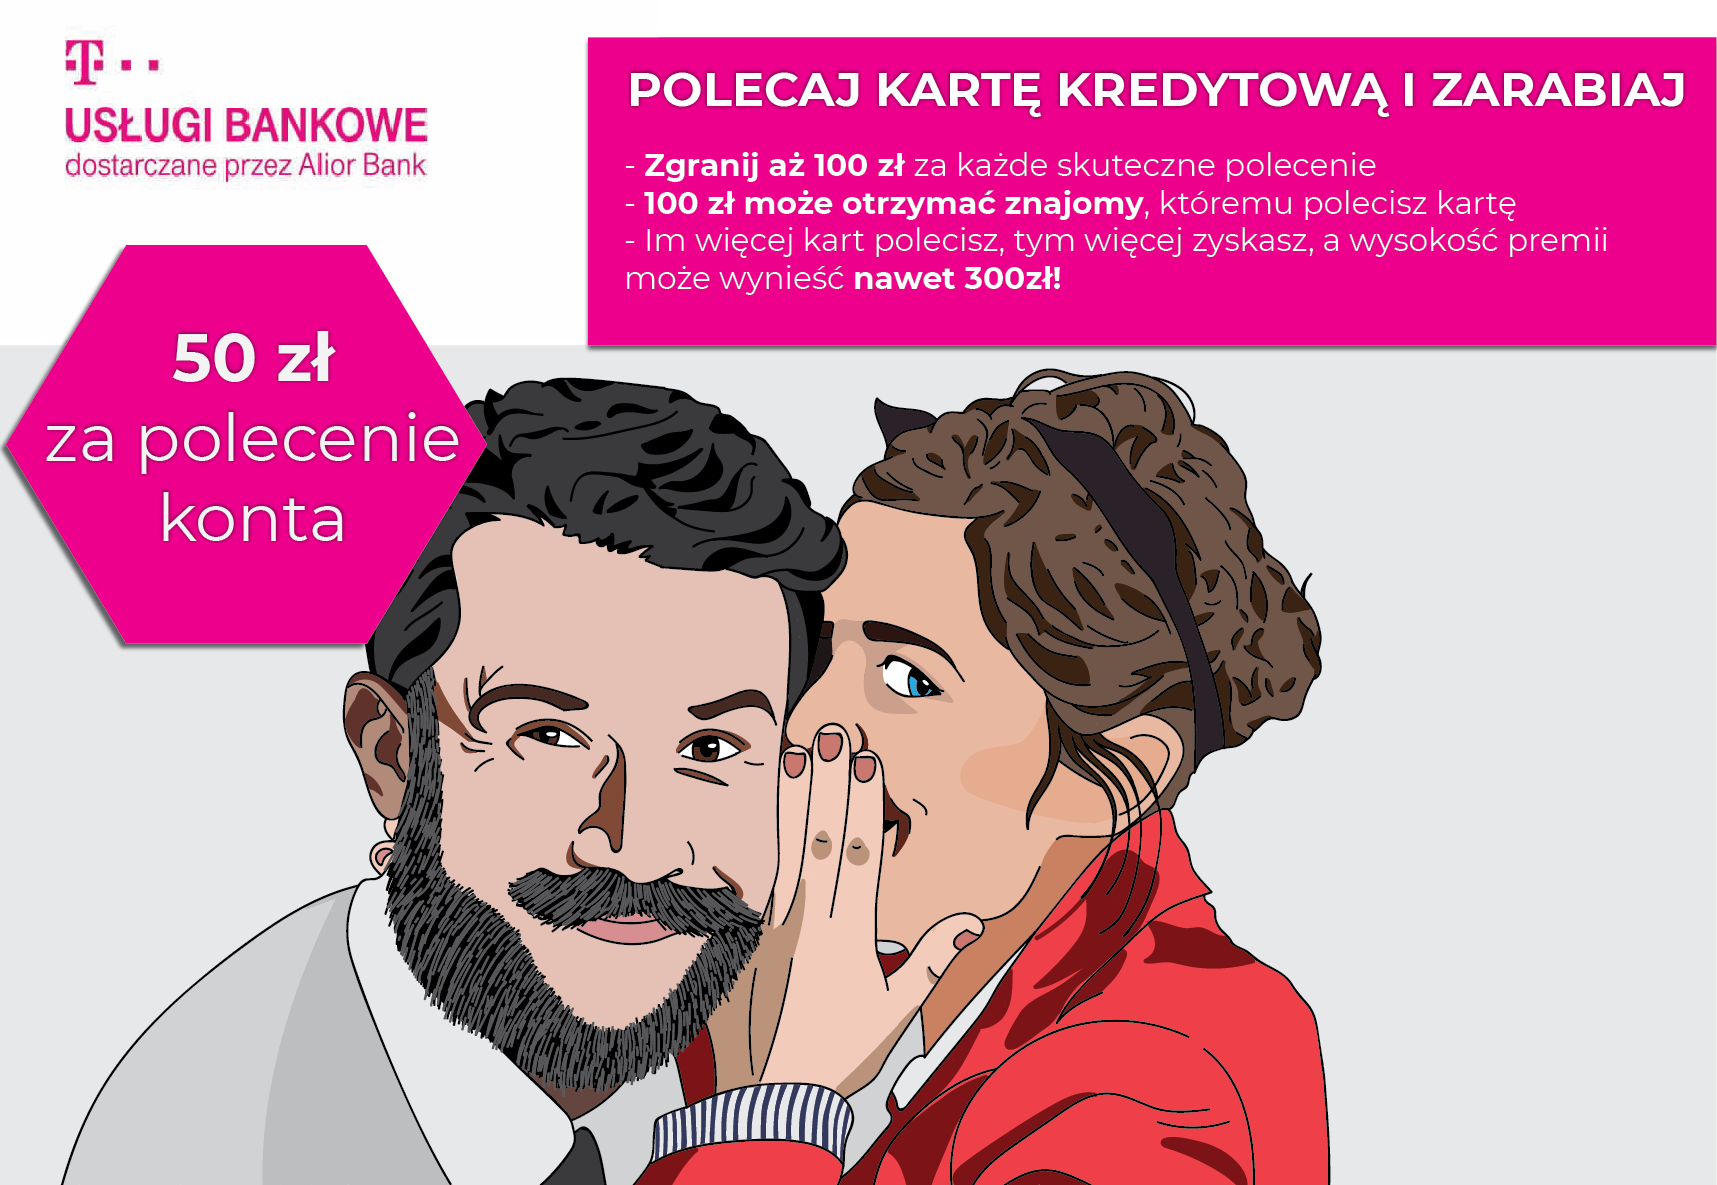 T
USŁUGI BANKOWE
dostarczane przez Alior Bank
POLECAJ KARTĘ KREDYTOWĄ I ZARABIAJ
- Zgranij aż 100 zł za każde skuteczne polecenie
- 100 zł może otrzymać znajomy, któremu polecisz kartę
- Im więcej kart polecisz, tym więcej zyskasz, a wysokość premii
może wynieść nawet 300zł!
50 zł
za polecenie
konta